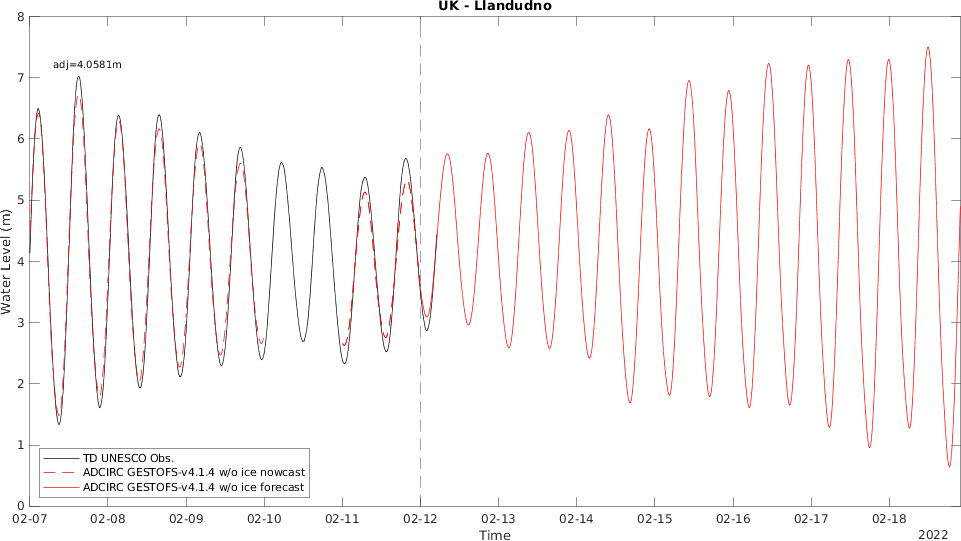 UK - Llandudno
adj=4.0581m
8
7
6
5
4
3
2
1
0
Water Level (m)
TD UNESCO Obs.
ADCIRC GESTOFS-v4.1.4 w/o ice nowcast
ADCIRC GESTOFS-v4.1.4 w/o ice forecast
02-07 02-08 02-09 02-10 02-11 02-12 02-13 02-14 02-15 02-16 02-17 02-18
Time
2022